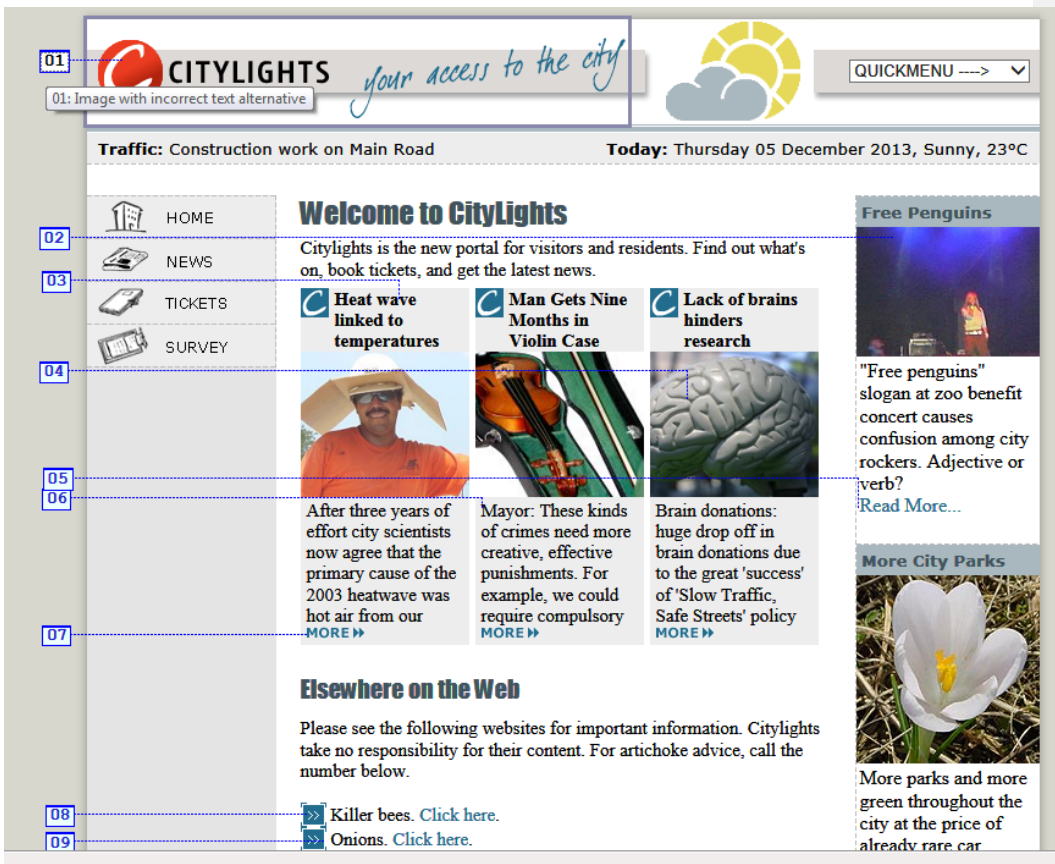 01
CITYLIGHTS your access to the city
QUICKMENU ---->
01: Image with incorrect text alternative
Traffic: Construction work on Main Road
Today: Thursday 05 December 2013, Sunny, 23ºC
HOME
NEWS
TICKETS
SURVEY
02
03
04
05
06
07
08
09
Welcome to CityLights
Citylights is the new portal for visitors and residents. Find out what's
on, book tickets, and get the latest news.
Heat wave
linked to
temperatures
After three years of
effort city scientists
now agree that the
primary cause of the
2003 heatwave was
hot air from our
MORE
Man Gets Nine
Months in
Violin Case
Mayor: These kinds
of crimes need more
creative, effective
punishments. For
example, we could
require compulsory
MORE
Lack of brains
hinders
research
Brain donations:
huge drop off in
brain donations due
to the great 'success'
of 'Slow Traffic,
Safe Streets' policy
MORE
Elsewhere on the Web
Please see the following websites for important information. Citylights
take no responsibility for their content. For artichoke advice, call the
number below.
>> Killer bees. Click here.
>> Onions. Click here.
Free Penguins
"Free penguins"
slogan at zoo benefit
concert causes
confusion among city
rockers. Adjective or
verb?
Read More...
More City Parks
More parks and more
green throughout the
city at the price of
already rare car